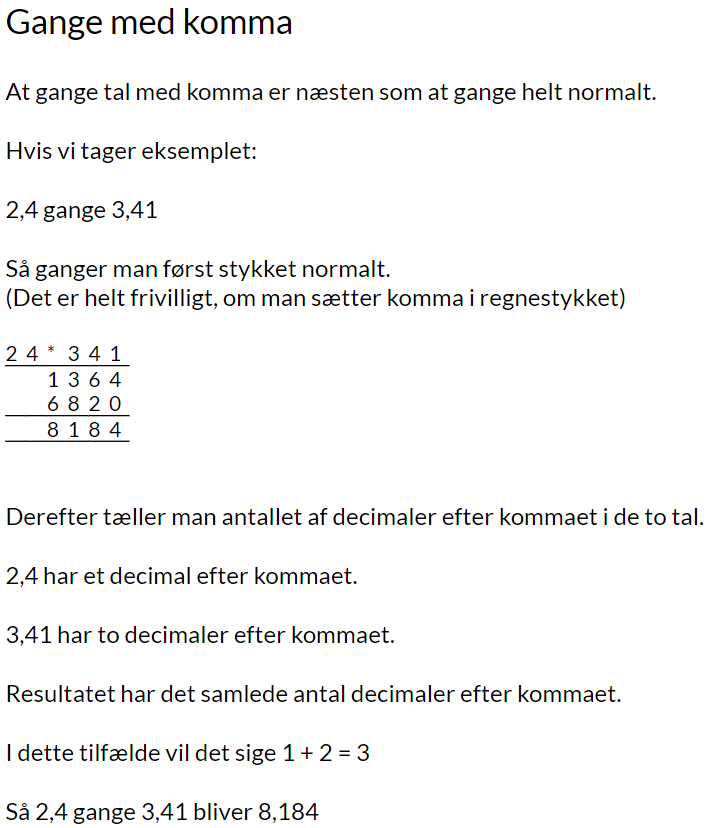 Gange med komma
At gange tal med komma er næsten som at gange helt normalt.
Hvis vi tager eksemplet:
2,4 gange 3,41
Så ganger man først stykket normalt.
(Det er helt frivilligt, om man sætter komma i regnestykket)
2 4 * 3 4 1
1 3 6 4
6 8 2 0
8 1 8 4
Derefter tæller man antallet af decimaler efter kommaet i de to tal.
2,4 har et decimal efter kommaet.
3,41 har to decimaler efter kommaet.
Resultatet har det samlede antal decimaler efter kommaet.
I dette tilfælde vil det sige 1 + 2 = 3
Så 2,4 gange 3,41 bliver 8,184